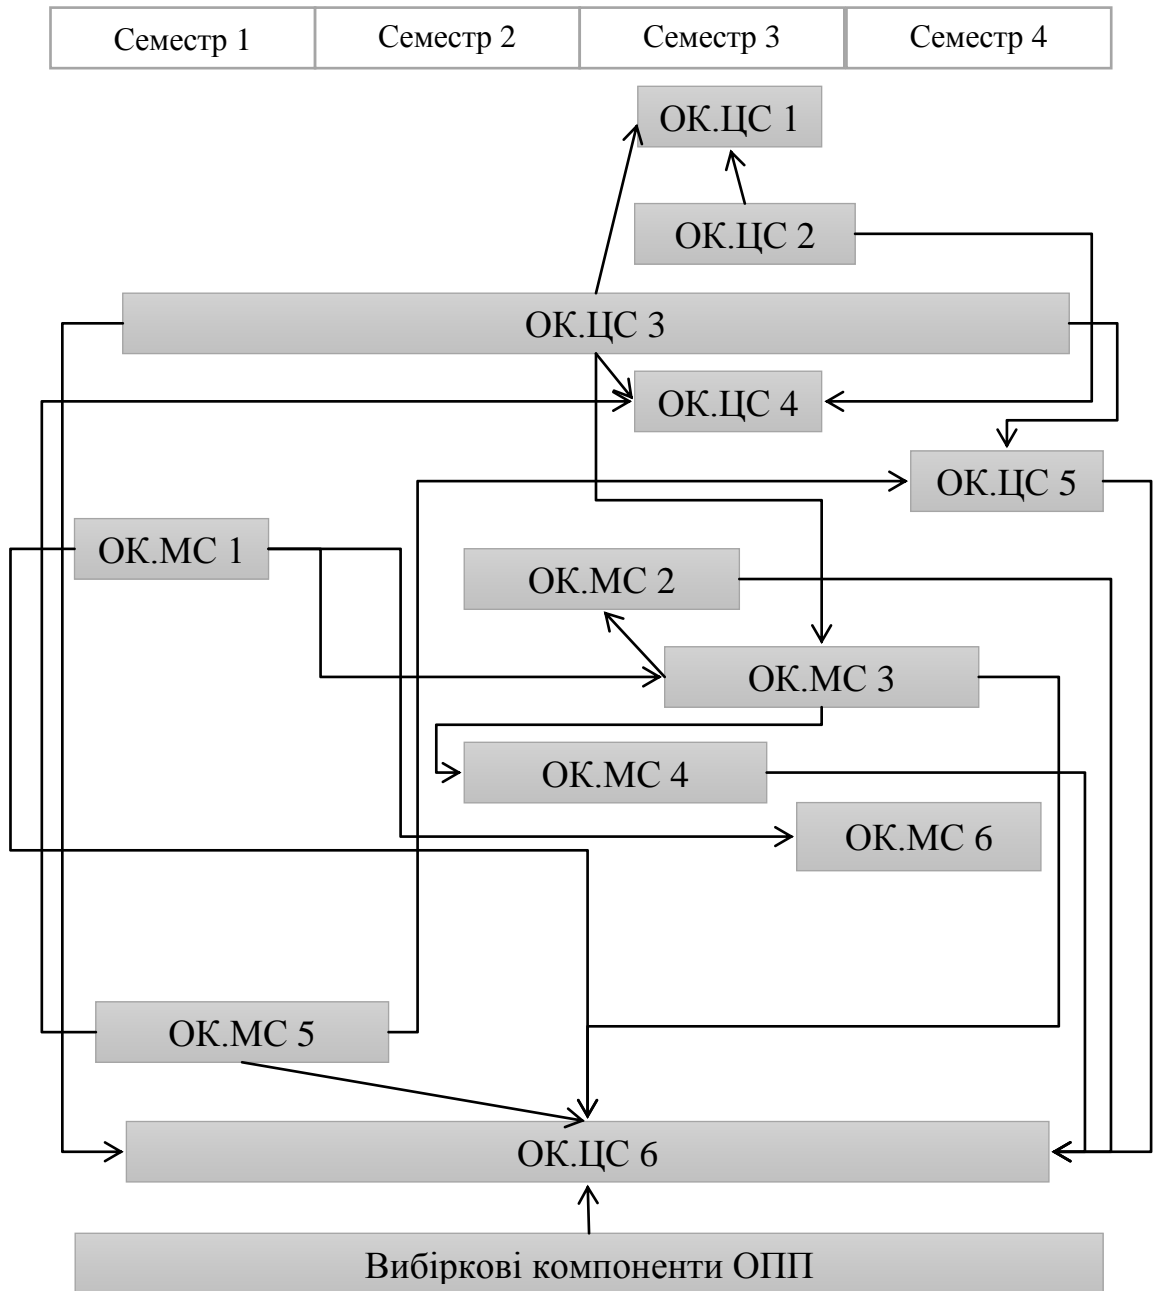 Семестр 1 Семестр 2 Семестр 3 Семестр 4
ОК.ЦС 1
ОК.ЦС 2
ОК.ЦС 3
ОК.ЦС 4
ОК.ЦС 5
ОК.МС 1
ОК.МС 2
ОК.МС 3
ОК.МС 4
ОК.МС 6
ОК.МС 5
ОК.ЦС 6
Вибіркові компоненти ОПП